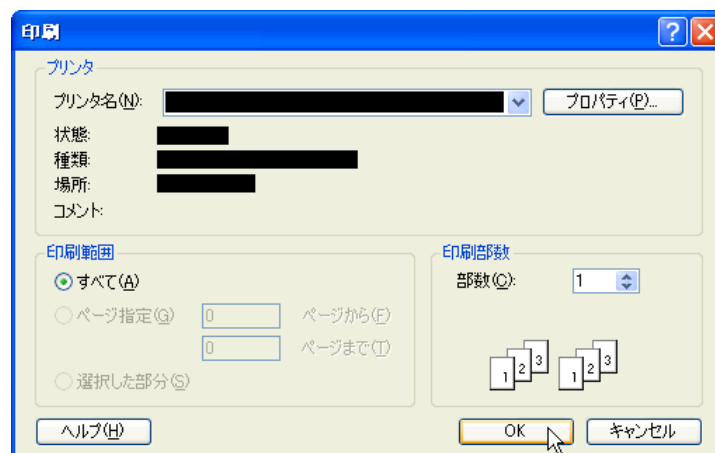 印刷
プリンタ
プリンタ名(N): プロパティ(P)...
状態:
種類:
場所:
コメント:
印刷範囲
すべて(A)
ページ指定(G) 0 ページから(F)
0 ページまで(T)
選択した部分(S)
印刷部数
部数(C): 1
1 2 3 1 2 3
ヘルプ(H) OK キャンセル